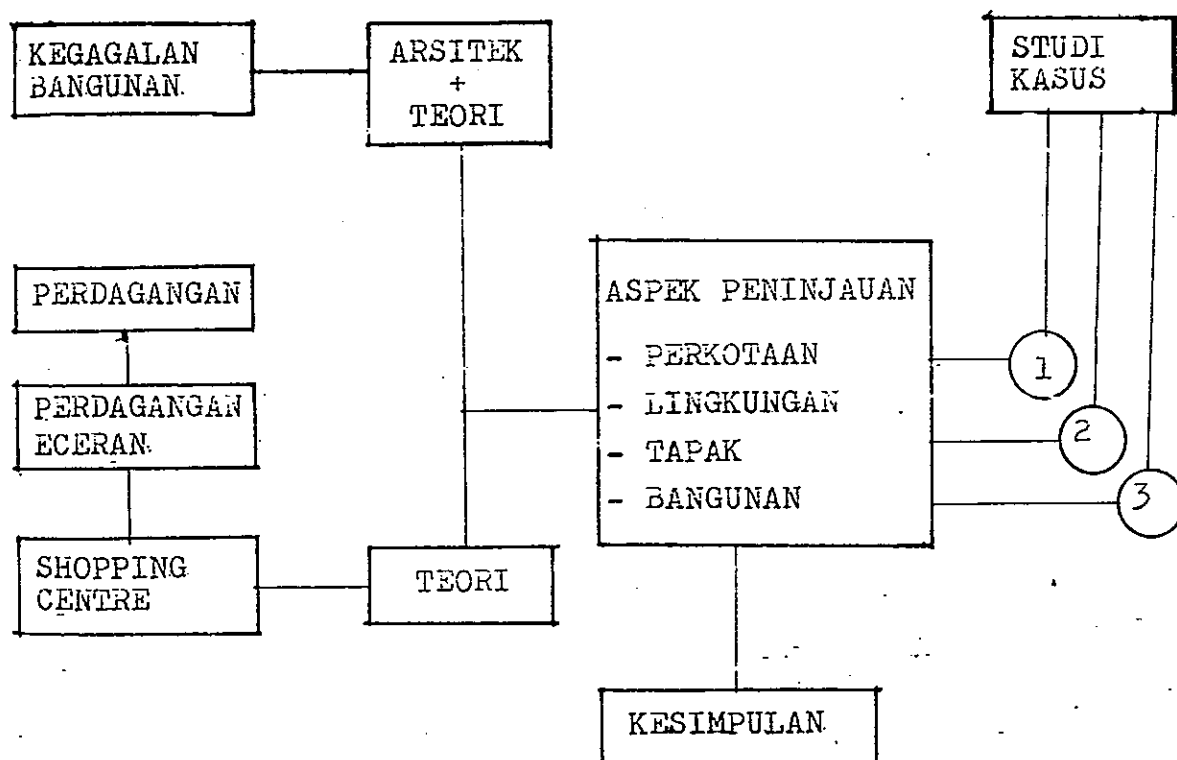 KEGAGALAN
BANGUNAN
ARSITEK
+
TEORI
STUDI
KASUS
PERDAGANGAN
PERDAGANGAN
ECERAN
SHOPPING
CENTRE
TEORI
ASPEK PENINJAUAN
- PERKOTAAN
- LINGKUNGAN
- TAPAK
- BANGUNAN
1
2
3
KESIMPULAN